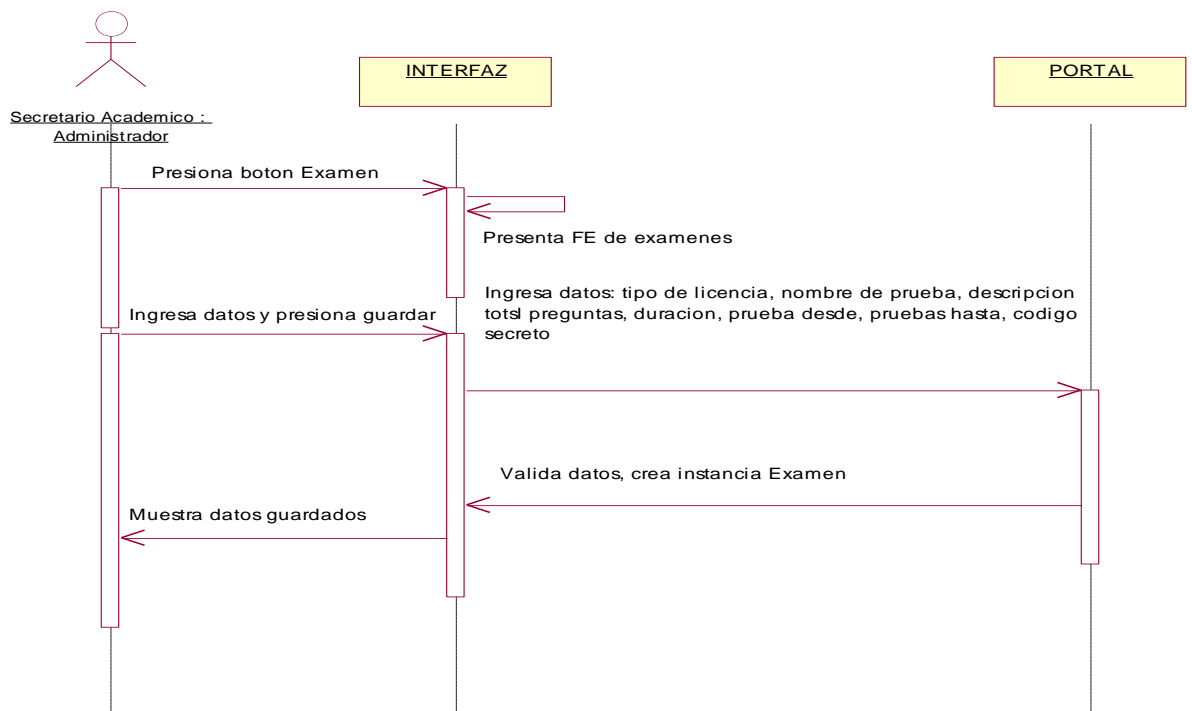 INTERFAZ
PORTAL
Secretario Academico :
Administrador
Presiona boton Examen
Presenta FE de examenes
Ingresa datos: tipo de licencia, nombre de prueba, descripcion
totsl preguntas, duracion, prueba desde, pruebas hasta, codigo
secreto
Ingresa datos y presiona guardar
Valida datos, crea instancia Examen
Muestra datos guardados